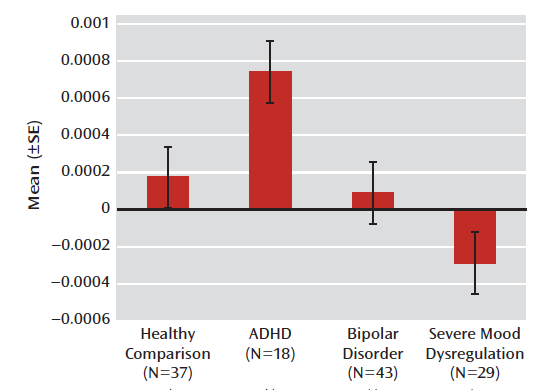 0.001
0.0008
0.0006
0.0004
0.0002
0
−0.0002
−0.0004
−0.0006
Mean (±SE)
Healthy
Comparison
(N=37)
ADHD
(N=18)
Bipolar
Disorder
(N=43)
Severe Mood
Dysregulation
(N=29)